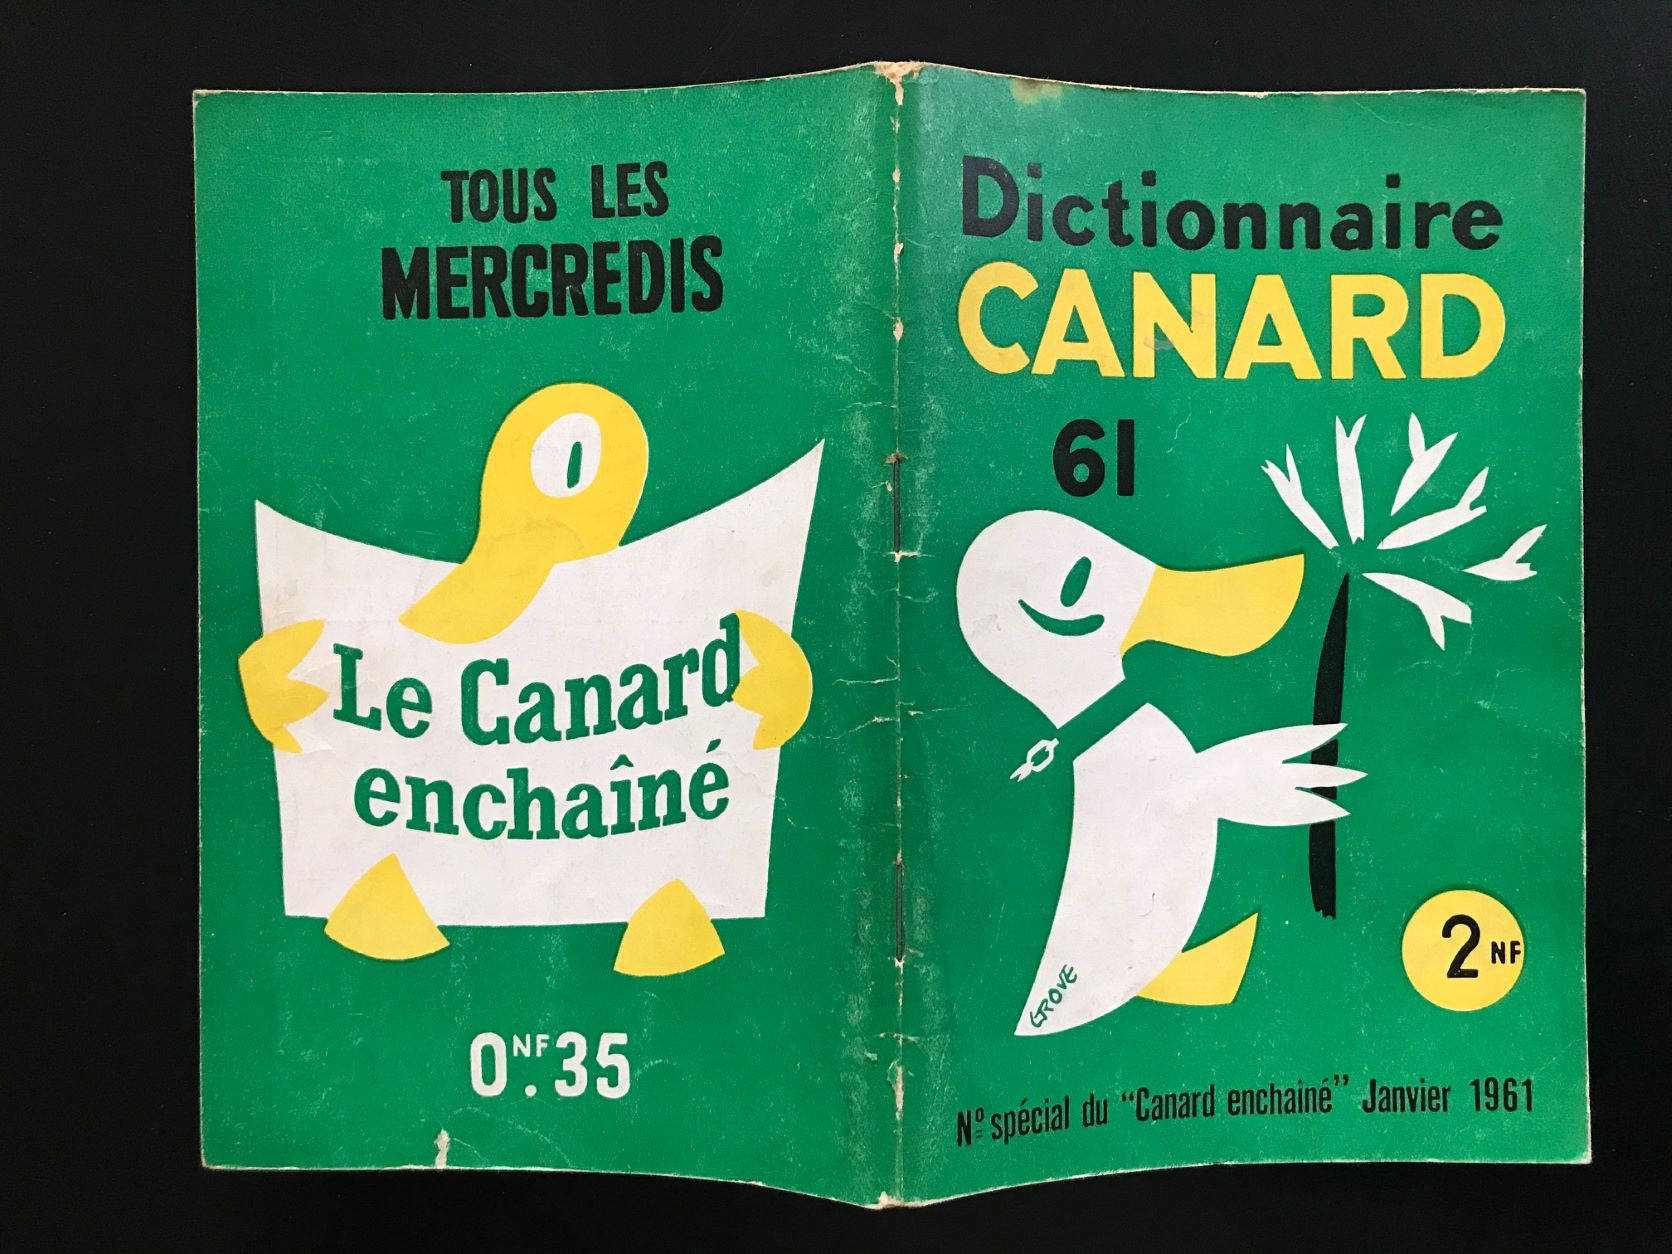 TOUS LES
MERCREDIS
Le Canard
enchaîné
0NF.35
Dictionnaire
CANARD
61
GROVE
2 NF
Nº spécial du "Canard enchaîné" Janvier 1961